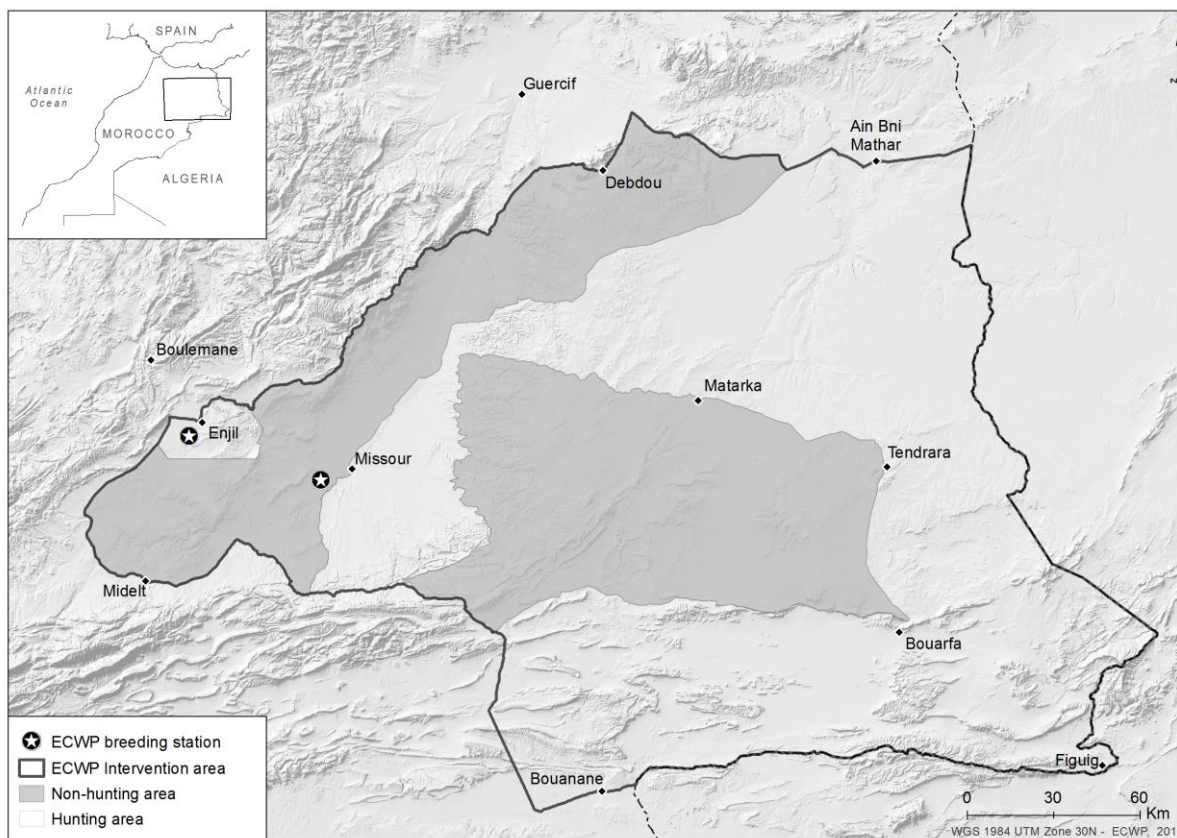 SPAIN
Atlantic
Ocean
MOROCCO
ALGERIA
Guercif
Ain Bni
Mathar
Debdou
Boulemane
Matarka
Enjil
Missour
Tendrara
Midelt
Bouarfa
ECWP breeding station
ECWP Intervention area
Non-hunting area
Hunting area
Bouanane
Figuig
0 30 60
Km
WGS 1984 UTM Zone 30N - ECWP, 201